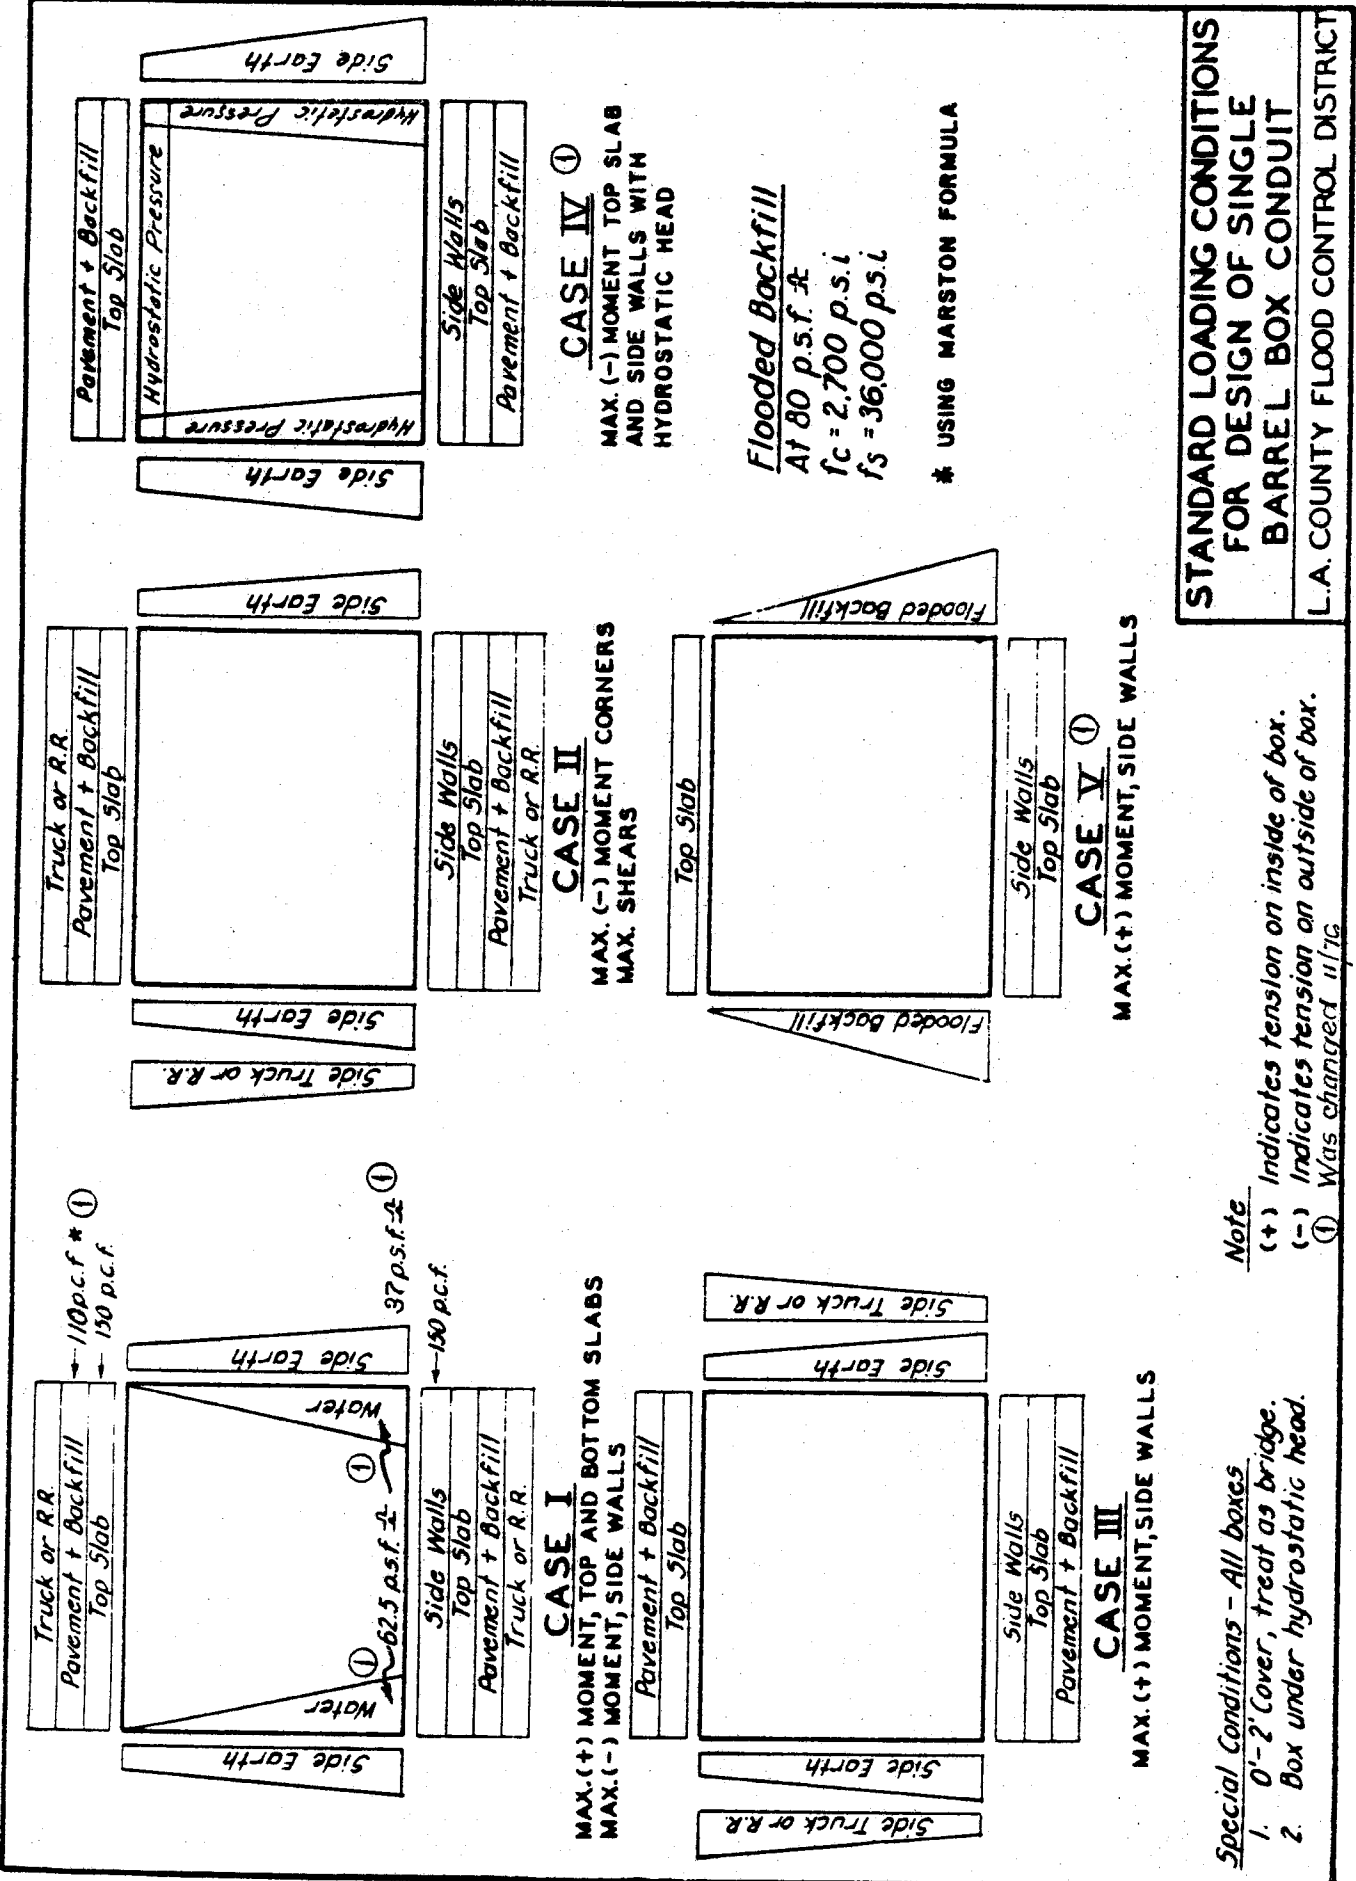 Truck or R.R.
Pavement + Backfill
Top Slab
110 p.c.f * ①
150 p.c.f.
Side Earth
Water
① 62.5 p.s.f. ①
Water
Side Earth
37 p.s.f. ①
Side Walls
Top Slab
Pavement + Backfill
Truck or R.R.
150 p.c.f.
CASE I
MAX.(+) MOMENT, TOP AND BOTTOM SLABS
MAX.(-) MOMENT, SIDE WALLS
Truck or R.R.
Pavement + Backfill
Top Slab
Side Truck or R.R.
Side Earth
Side Earth
Side Walls
Top Slab
Pavement + Backfill
Truck or R.R.
CASE II
MAX. (-) MOMENT CORNERS
MAX. SHEARS
Pavement + Backfill
Top Slab
Hydrostatic Pressure
Side Earth
Hydrostatic Pressure
Hydrostetic Pressure
Side Earth
Side Walls
Top Slab
Pavement + Backfill
CASE IV ①
MAX. (-) MOMENT TOP SLAB
AND SIDE WALLS WITH
HYDROSTATIC HEAD
Pavement + Backfill
Top Slab
Side Truck or R.R.
Side Earth
Side Earth
Side Truck or R.R.
Side Walls
Top Slab
Pavement + Backfill
CASE III
MAX.(+) MOMENT, SIDE WALLS
Top Slab
Flooded Backfill
Flooded Backfill
Side Walls
Top Slab
CASE V ①
MAX.(+) MOMENT, SIDE WALLS
Flooded Backfill
At 80 p.s.f.
fc = 2,700 p.s.i
fs = 36,000 p.s.i
* USING MARSTON FORMULA
Special Conditions - All boxes
1. 0'-2' Cover, treat as bridge.
2. Box under hydrostatic head.
Note
(+) Indicates tension on inside of box.
(-) Indicates tension on outside of box.
① Was changed 11/76
STANDARD LOADING CONDITIONS
FOR DESIGN OF SINGLE
BARREL BOX CONDUIT
L.A. COUNTY FLOOD CONTROL DISTRICT